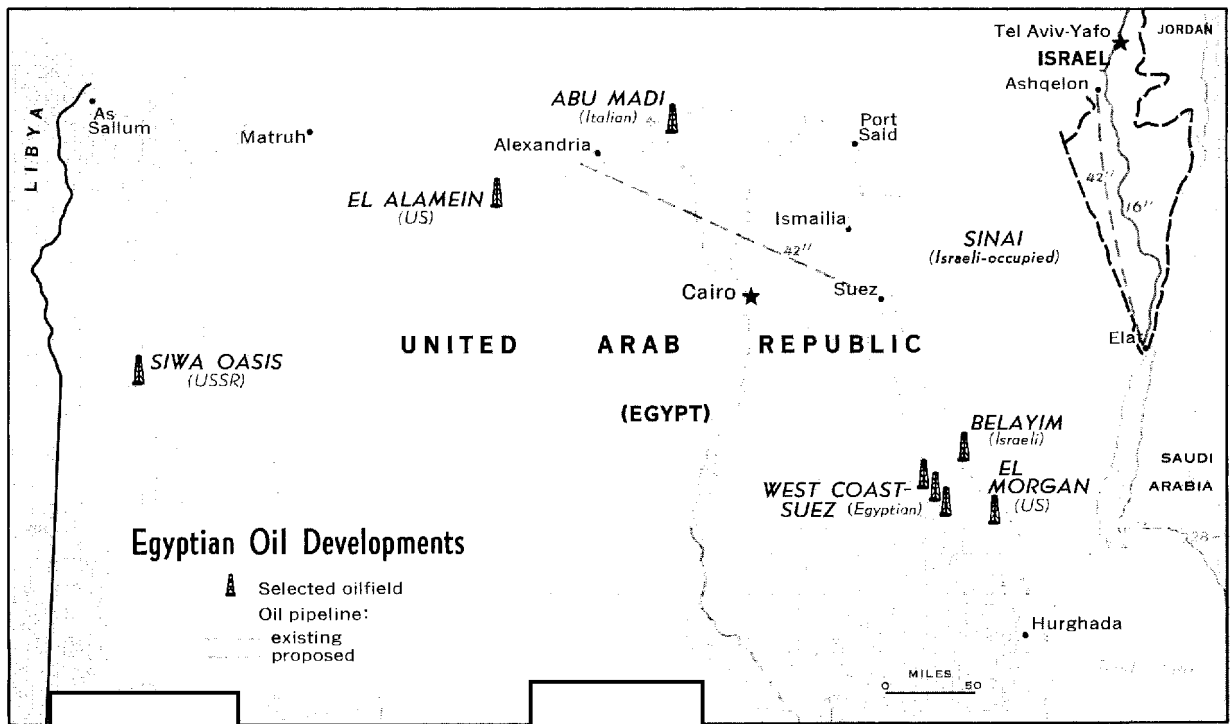 Tel Aviv-Yafo
JORDAN
ISRAEL
Ashqelon
LIBYA
As
Sallum
Matruh
ABU MADI
(Italian)
Alexandria
Port
Said
EL ALAMEIN
(US)
Ismailia
42"
42"
16"
SINAI
(Israeli-occupied)
Cairo
Suez
Elat
UNITED ARAB REPUBLIC
(EGYPT)
SIWA OASIS
(USSR)
BELAYIM
(Israeli)
EL
MORGAN
(US)
WEST COAST-
SUEZ (Egyptian)
SAUDI
ARABIA
28
Egyptian Oil Developments
Selected oilfield
Oil pipeline:
existing
proposed
Hurghada
MILES
0 50